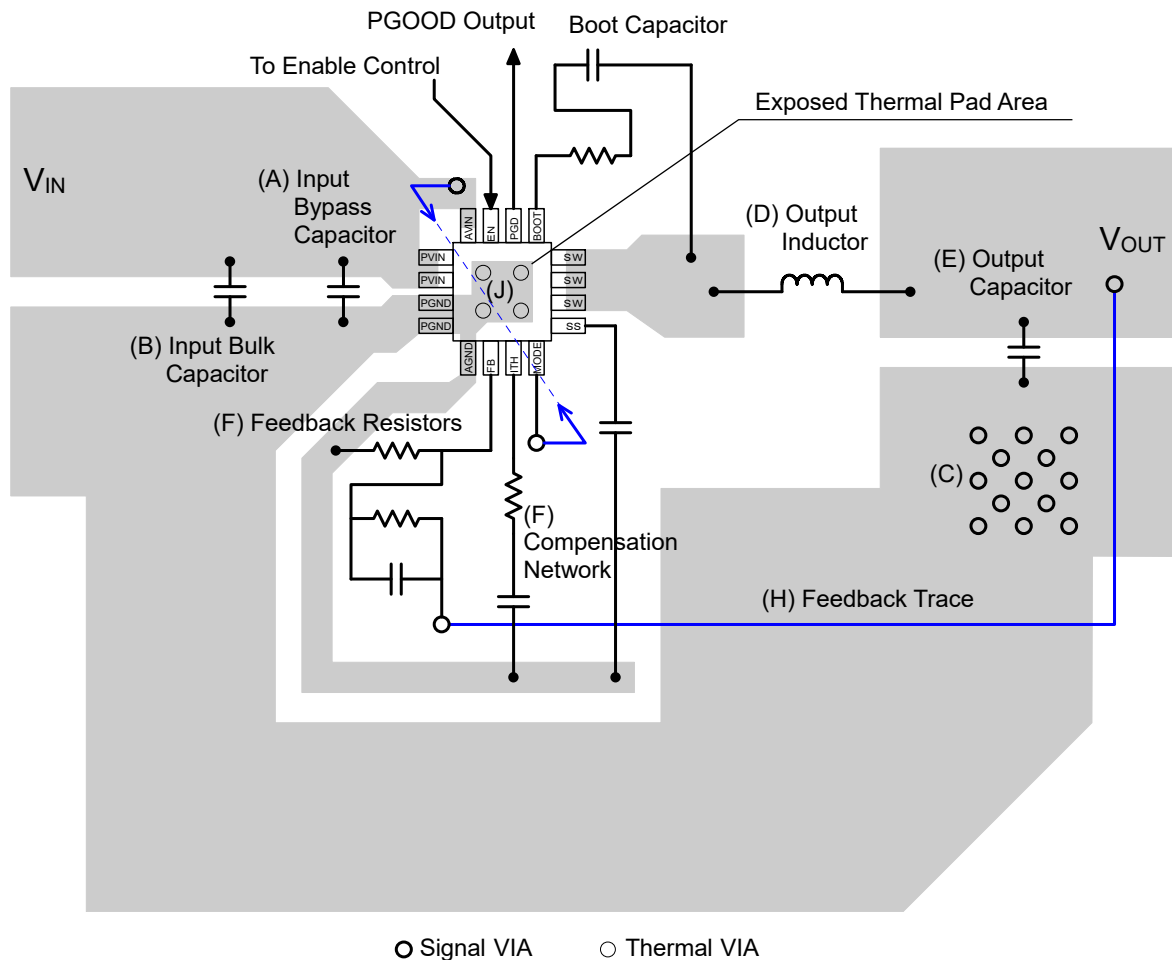 PGOOD Output
Boot Capacitor
To Enable Control
Exposed Thermal Pad Area
VIN
(A) Input
Bypass
Capacitor
AVIN
EN
PGD
BOOT
(D) Output
Inductor
VOUT
(E) Output
Capacitor
PVIN
PVIN
PGND
PGND
SW
SW
SW
SS
(J)
AGND
FB
ITH
MODE
(B) Input Bulk
Capacitor
(F) Feedback Resistors
(C)
(F)
Compensation
Network
(H) Feedback Trace
Signal VIA
Thermal VIA